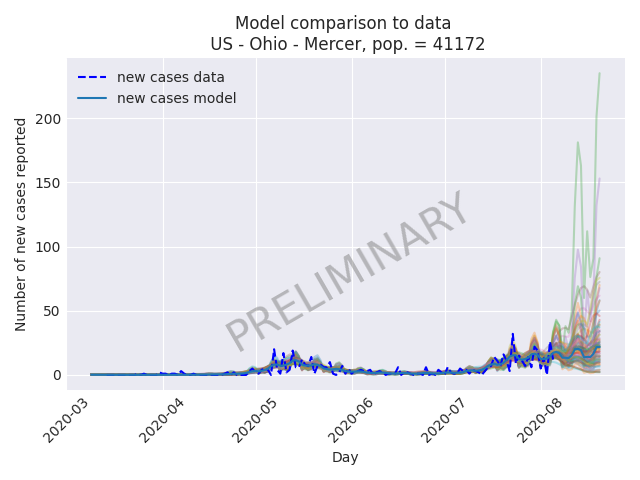 Model comparison to data
US - Ohio - Mercer, pop. = 41172
new cases data
new cases model
Number of new cases reported
200
150
100
50
0
PRELIMINARY
2020-03
2020-04
2020-05
2020-06
2020-07
2020-08
Day